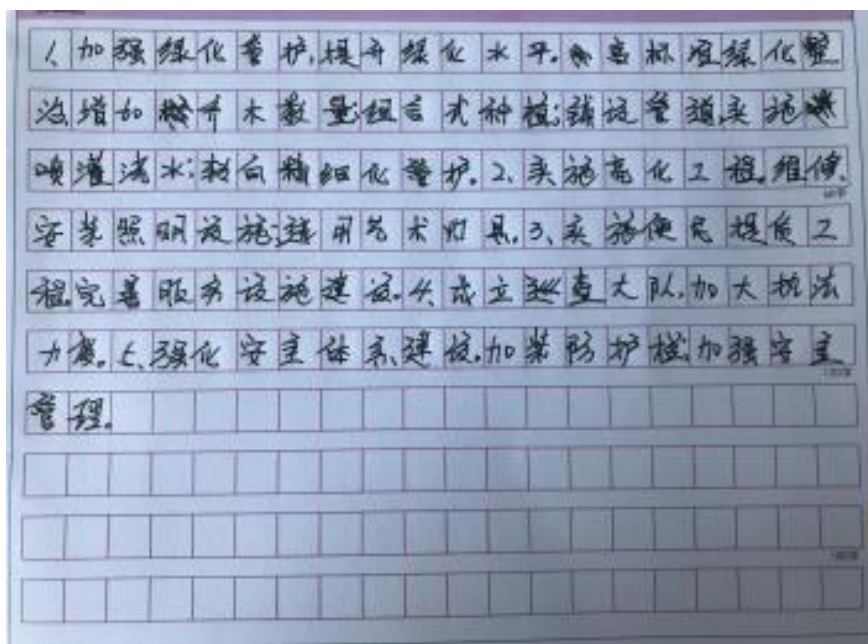 1、加强绿化管护,提升绿化水平。高标准绿化整
治,增加乔木数量;组合式种植;铺设管道,实施
喷灌浇水;转向精细化管护。2、实施亮化工程。维修、
安装照明设施;选用艺术灯具。3、实施便民提质工
程。完善服务设施建设。4、成立巡查大队,加大执法
力度。5、强化安全体系建设。加装防护栏,加强安全
管理。